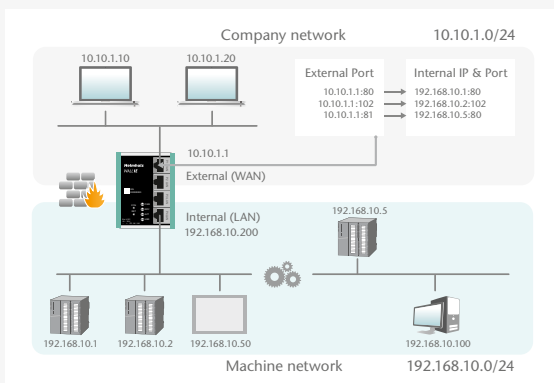 Company network 10.10.1.0/24
10.10.1.10
10.10.1.20
External Port
Internal IP & Port
10.10.1.1:80 192.168.10.1:80
10.10.1.1:102 192.168.10.2:102
10.10.1.1:81 192.168.10.5:80
10.10.1.1
External (WAN)
Helmholz
WALL IE
Internal (LAN)
192.168.10.200
192.168.10.5
192.168.10.1
192.168.10.2
192.168.10.50
192.168.10.100
Machine network 192.168.10.0/24